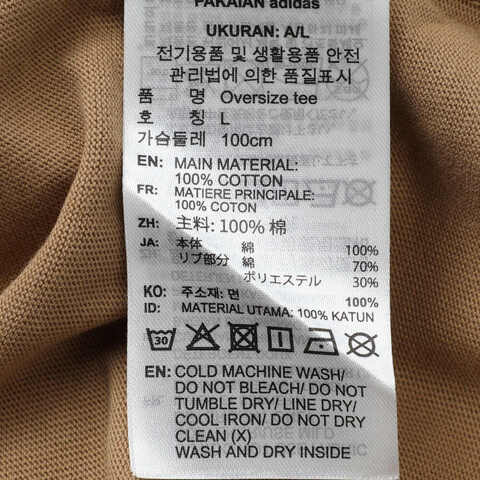 PAKAIAN adidas
UKURAN: A/L
전기용품 및 생활용품 안전
관리법에 의한 품질표시
품 명 Oversize tee
호 칭 L
가슴둘레 100cm
EN: MAIN MATERIAL:
100% COTTON
FR: MATIERE PRINCIPALE:
100% COTON
ZH: 主料: 100% 棉
JA: 本体 綿 100%
リブ部分 綿 70%
ポリエステル 30%
KO: 주소재: 면 100%
ID: MATERIAL UTAMA: 100% KATUN
30
EN: COLD MACHINE WASH/
DO NOT BLEACH/ DO NOT
TUMBLE DRY/ LINE DRY/
COOL IRON/ DO NOT DRY
CLEAN (X)
WASH AND DRY INSIDE